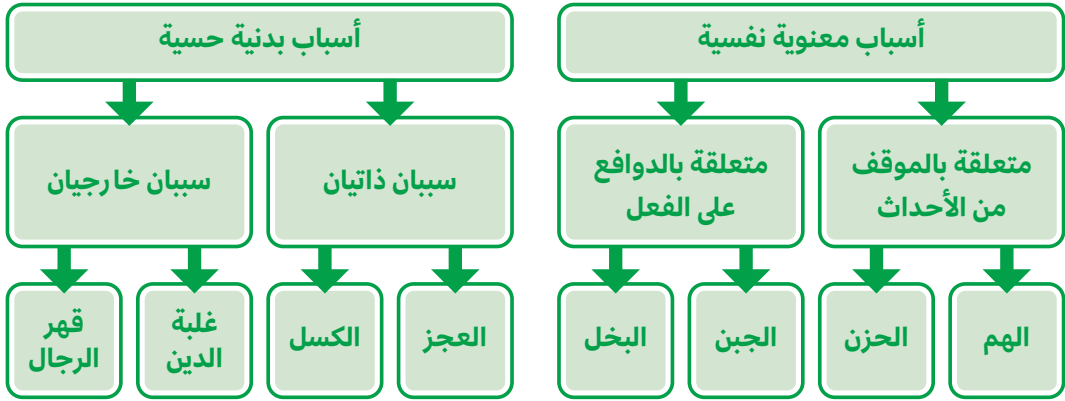 أسباب معنوية نفسية
أسباب بدنية حسية
متعلقة بالموقف
من الأحداث
متعلقة بالدوافع
على الفعل
سببان ذاتيان
سببان خارجيان
الهم
الحزن
الجبن
البخل
العجز
الكسل
غلبة
الدين
قهر
الرجال